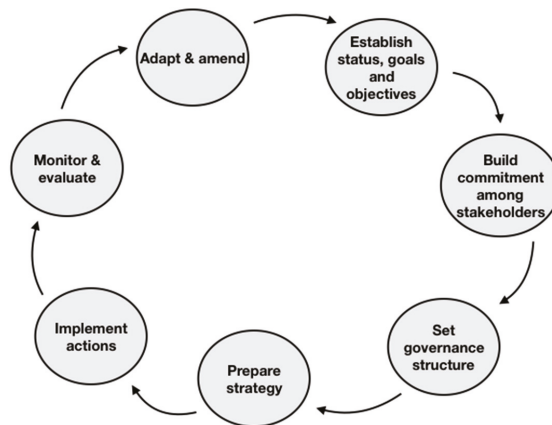 Adapt & amend
Establish
status, goals
and
objectives
Build
commitment
among
stakeholders
Set
governance
structure
Prepare
strategy
Implement
actions
Monitor &
evaluate